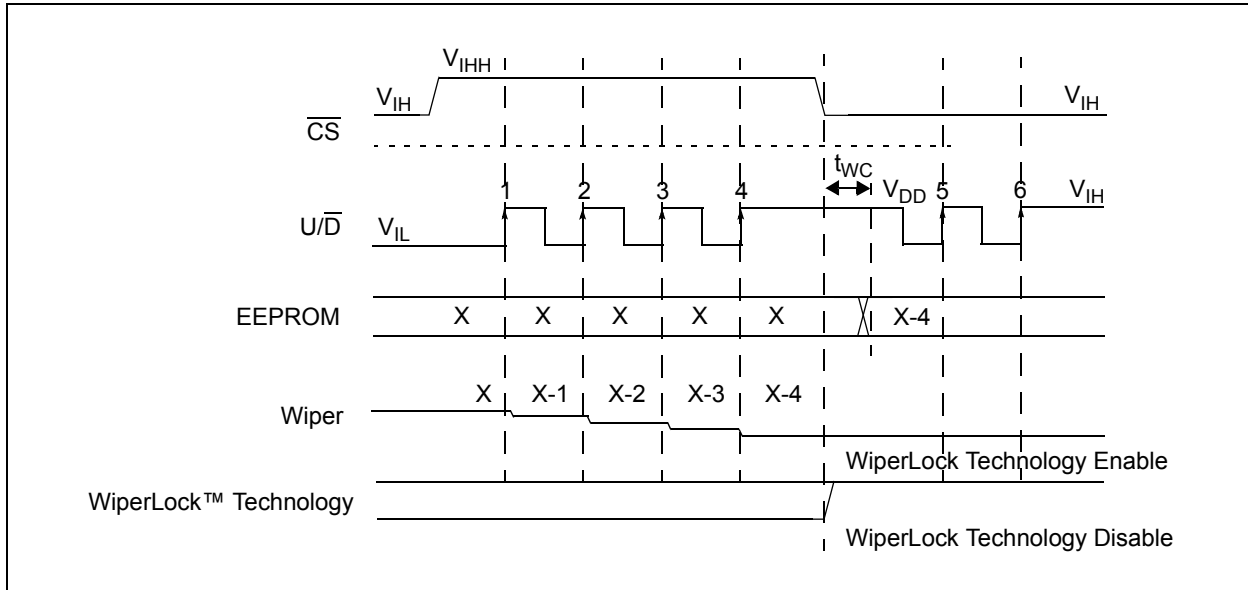 V_IHH
V_IH V_IH
C̅S̅
t_WC
1 2 3 4 V_DD 5 6 V_IH
U/D̅ V_IL
EEPROM X X X X X X-4
X X-1 X-2 X-3 X-4
Wiper
WiperLock Technology Enable
WiperLock™ Technology
WiperLock Technology Disable